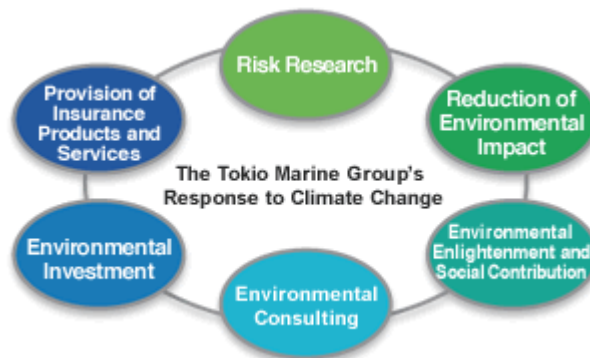 Risk Research
Provision of
Insurance
Products and
Services
Reduction of
Environmental
Impact
The Tokio Marine Group's
Response to Climate Change
Environmental
Investment
Environmental
Enlightenment and
Social Contribution
Environmental
Consulting